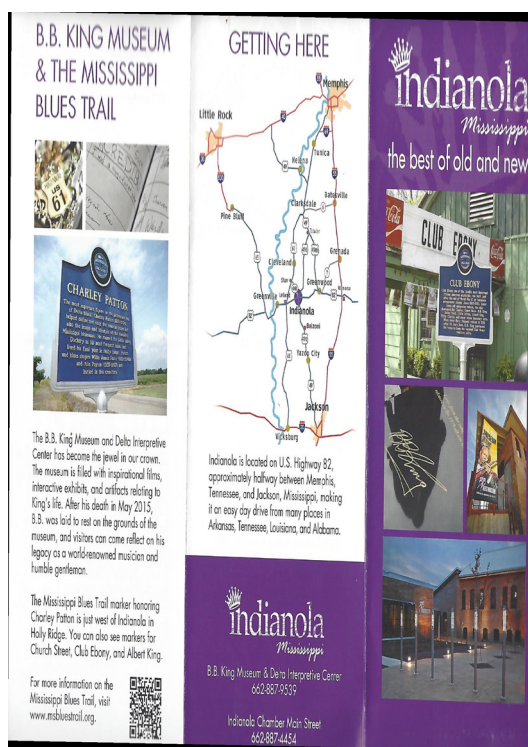 B.B. KING MUSEUM
& THE MISSISSIPPI
BLUES TRAIL
US
61
CHARLEY PATTON
The B.B. King Museum and Delta Interpretive
Center has become the jewel in our crown.
The museum is filled with inspirational films,
interactive exhibits, and artifacts relating to
King's life. After his death in May 2015,
B.B. was laid to rest on the grounds of the
museum, and visitors can come reflect on his
legacy as a world-renowned musician and
humble gentleman.
The Mississippi Blues Trail marker honoring
Charley Patton is just west of Indianola in
Holly Ridge. You can also see markers for
Church Street, Club Ebony, and Albert King.
For more information on the
Mississippi Blues Trail, visit
www.msbluestrail.org.
GETTING HERE
Memphis
Little Rock
Tunica
Helena
Batesville
Clarksdale
Pine Bluff
Grenada
Cleveland
Greenwood
Winona
Greenville
Indianola
Belzoni
Yazoo City
Jackson
Vicksburg
Indianola is located on U.S. Highway 82,
approximately halfway between Memphis,
Tennessee, and Jackson, Mississippi, making
it an easy day drive from many places in
Arkansas, Tennessee, Louisiana, and Alabama.
indianola
Mississippi
B.B. King Museum & Delta Interpretive Center
662-887-9539
Indianola Chamber Main Street
662-887-4454
indianola
Mississippi
the best of old and new
Coca-Cola
CLUB EBONY
CLUB EBONY
B.B. King